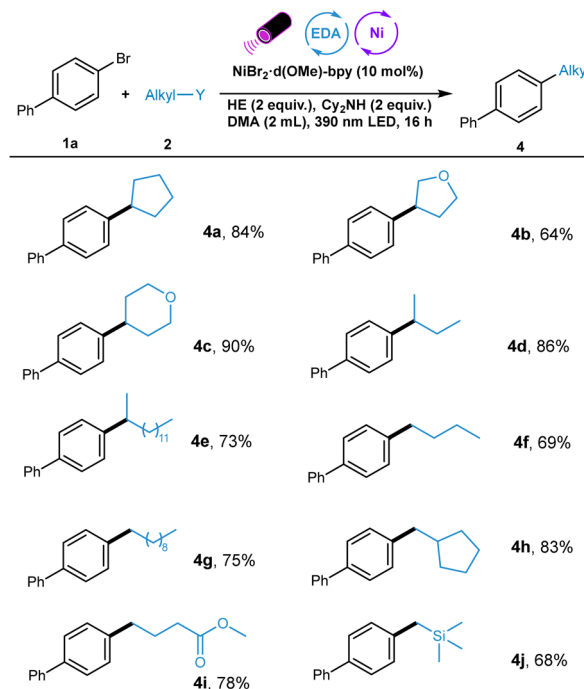 EDA Ni
Br
NiBr₂·d(OMe)-bpy (10 mol%)
Alky
Ph + Alkyl—Y HE (2 equiv.), Cy₂NH (2 equiv.)
DMA (2 mL), 390 nm LED, 16 h Ph
1a 2 4
O
4a, 84% 4b, 64%
Ph Ph
O
4c, 90% 4d, 86%
Ph Ph
11
4e, 73% 4f, 69%
Ph Ph
8
4g, 75% 4h, 83%
Ph Ph
O Si
O 4j, 68%
Ph 4i, 78% Ph